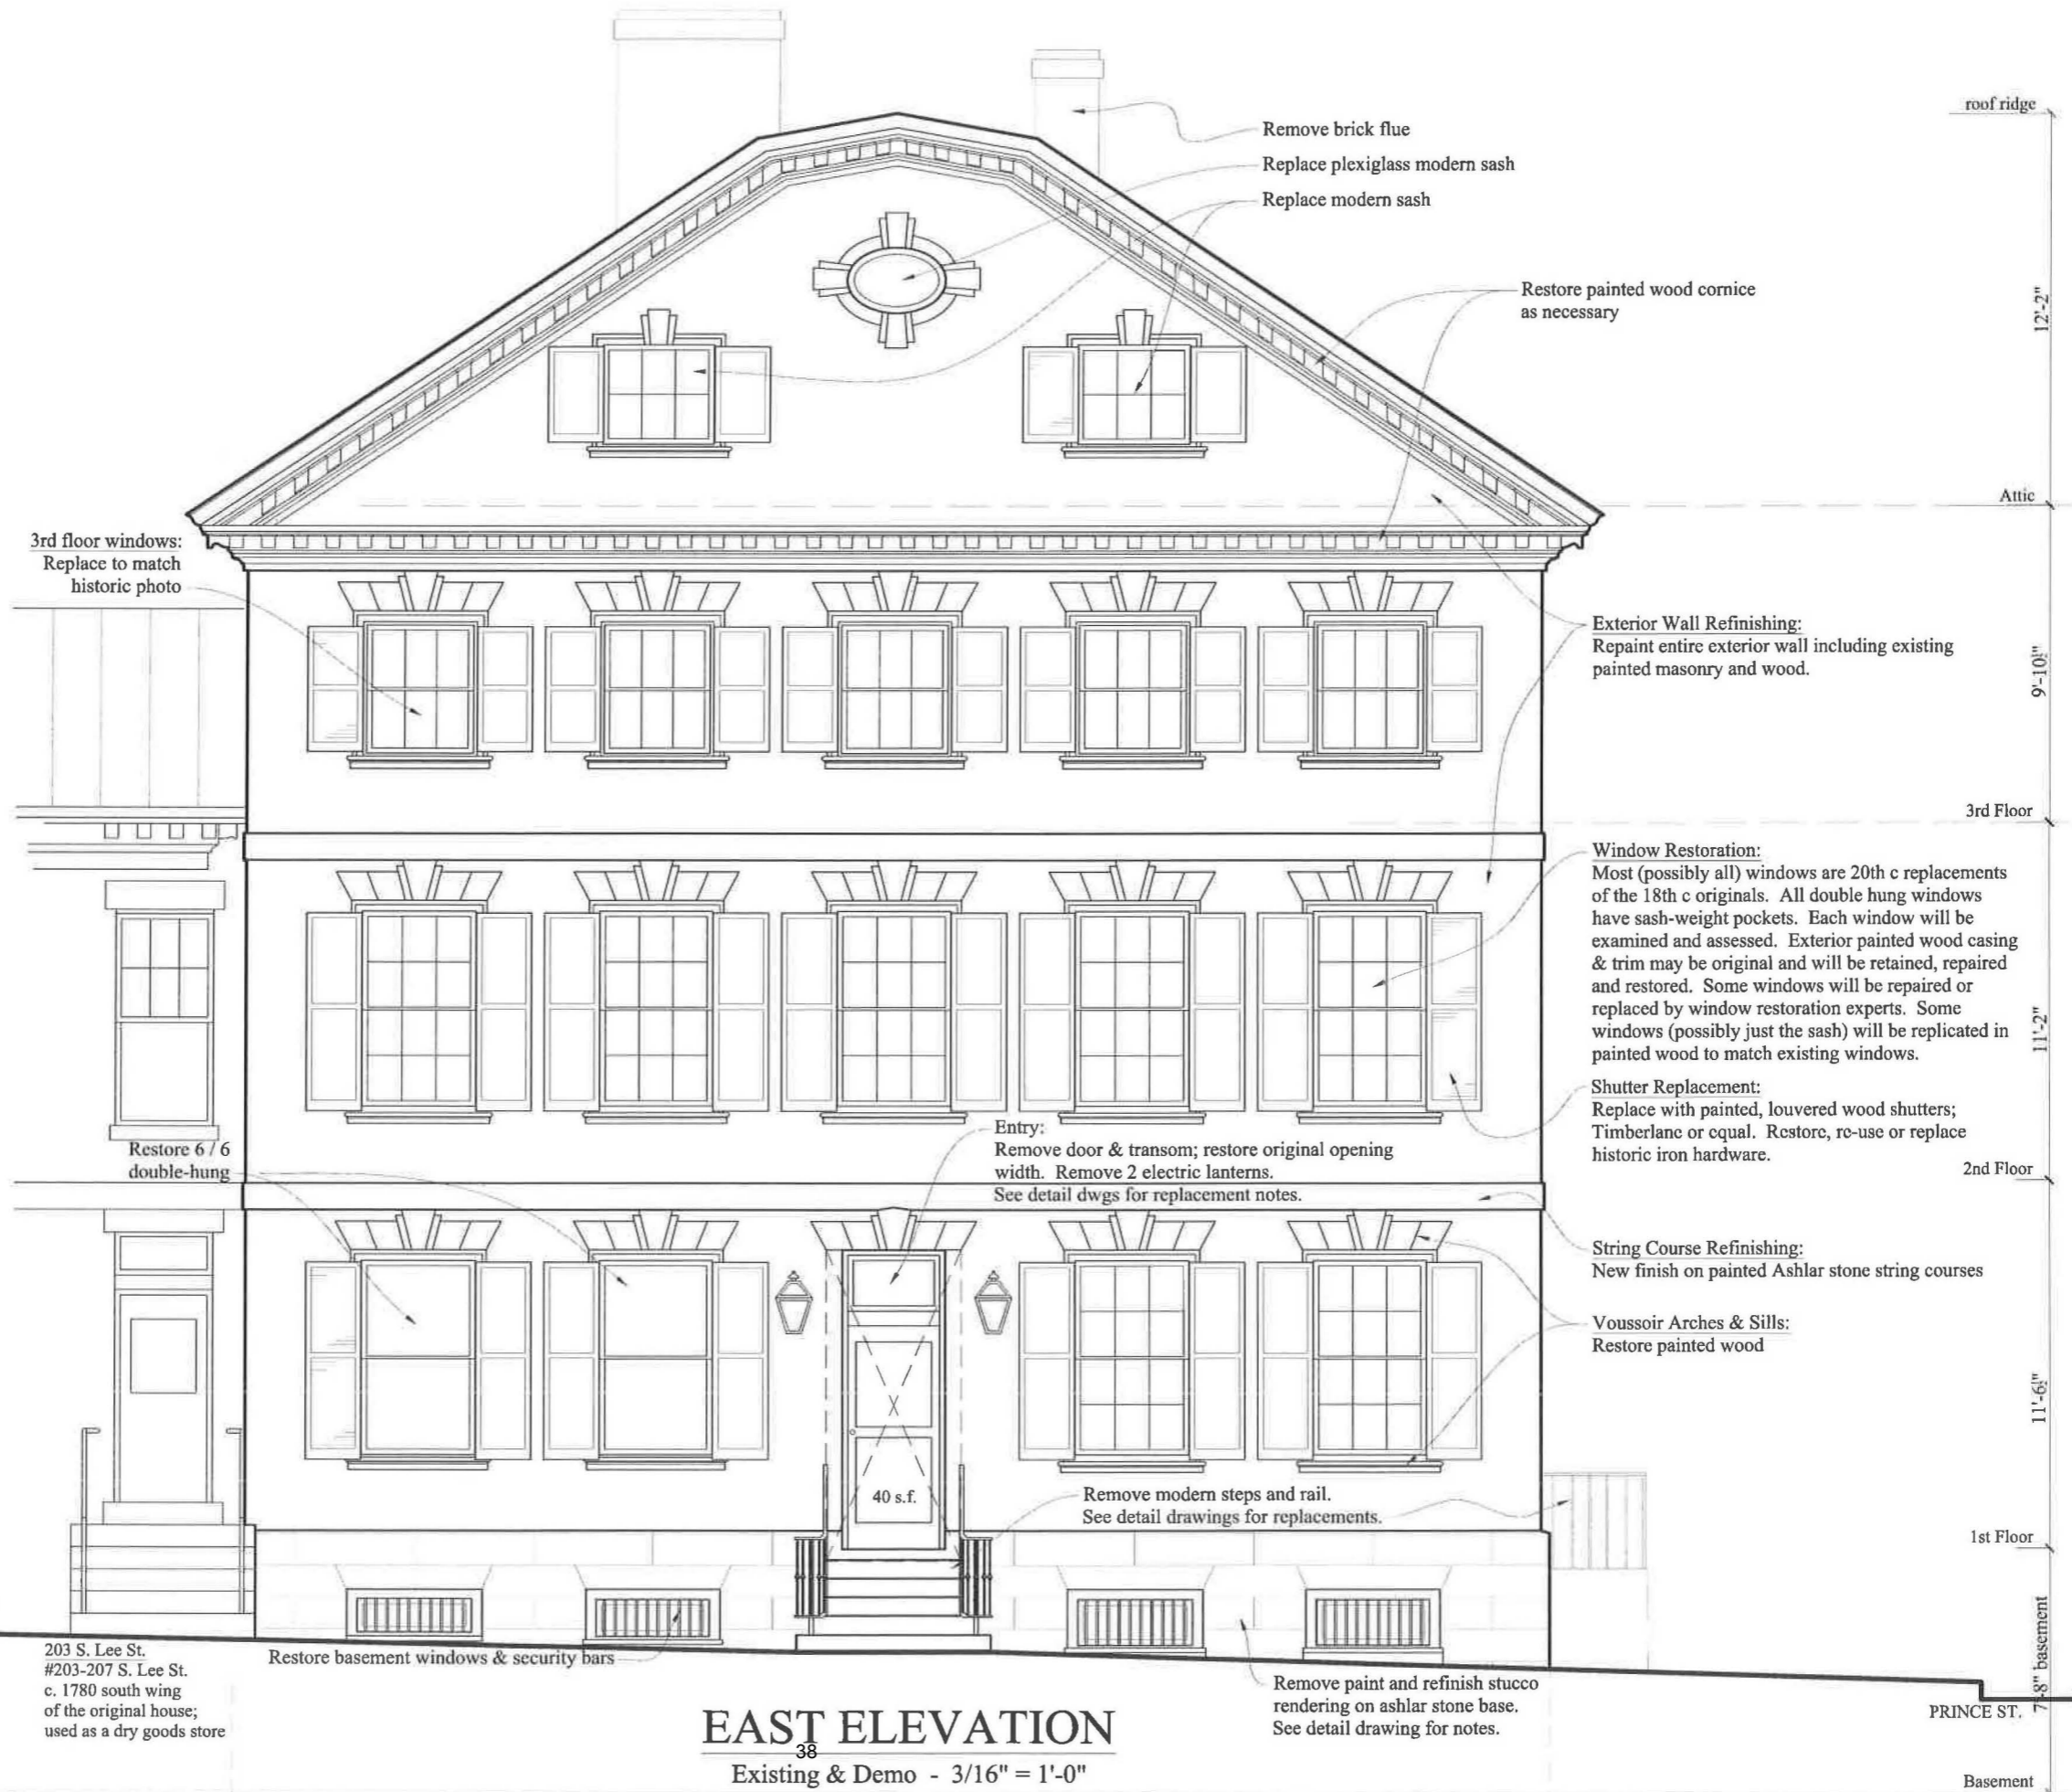 roof ridge
Remove brick flue
Replace plexiglass modern sash
Replace modern sash
Restore painted wood cornice
as necessary
12'-2"
Attic
3rd floor windows:
Replace to match
historic photo
Exterior Wall Refinishing:
Repaint entire exterior wall including existing
painted masonry and wood.
9'-10½"
3rd Floor
Window Restoration:
Most (possibly all) windows are 20th c replacements
of the 18th c originals. All double hung windows
have sash-weight pockets. Each window will be
examined and assessed. Exterior painted wood casing
& trim may be original and will be retained, repaired
and restored. Some windows will be repaired or
replaced by window restoration experts. Some
windows (possibly just the sash) will be replicated in
painted wood to match existing windows.
11'-2"
Shutter Replacement:
Replace with painted, louvered wood shutters;
Timberlane or equal. Restore, re-use or replace
historic iron hardware.
2nd Floor
Restore 6 / 6
double-hung
Entry:
Remove door & transom; restore original opening
width. Remove 2 electric lanterns.
See detail dwgs for replacement notes.
String Course Refinishing:
New finish on painted Ashlar stone string courses
Voussoir Arches & Sills:
Restore painted wood
11'-6½"
40 s.f.
Remove modern steps and rail.
See detail drawings for replacements.
1st Floor
7'-8" basement
203 S. Lee St.
#203-207 S. Lee St.
c. 1780 south wing
of the original house;
used as a dry goods store
Restore basement windows & security bars
Remove paint and refinish stucco
rendering on ashlar stone base.
See detail drawing for notes.
PRINCE ST.
EAST ELEVATION
38
Existing & Demo - 3/16" = 1'-0"
Basement